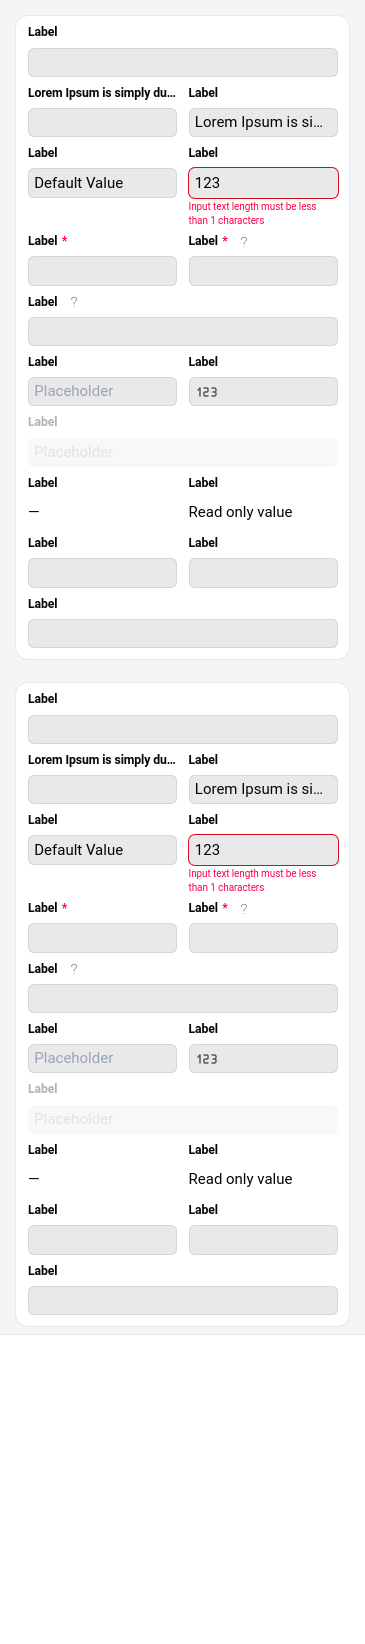 Label
Lorem Ipsum is simply du... Label
Lorem Ipsum is si...
Label Label
Default Value 123
Input text length must be less
than 1 characters
Label * Label * ?
Label ?
Label Label
Placeholder 123
Label
Placeholder
Label Label
— Read only value
Label Label
Label
Label
Lorem Ipsum is simply du... Label
Lorem Ipsum is si...
Label Label
Default Value 123
Input text length must be less
than 1 characters
Label * Label * ?
Label ?
Label Label
Placeholder 123
Label
Placeholder
Label Label
— Read only value
Label Label
Label